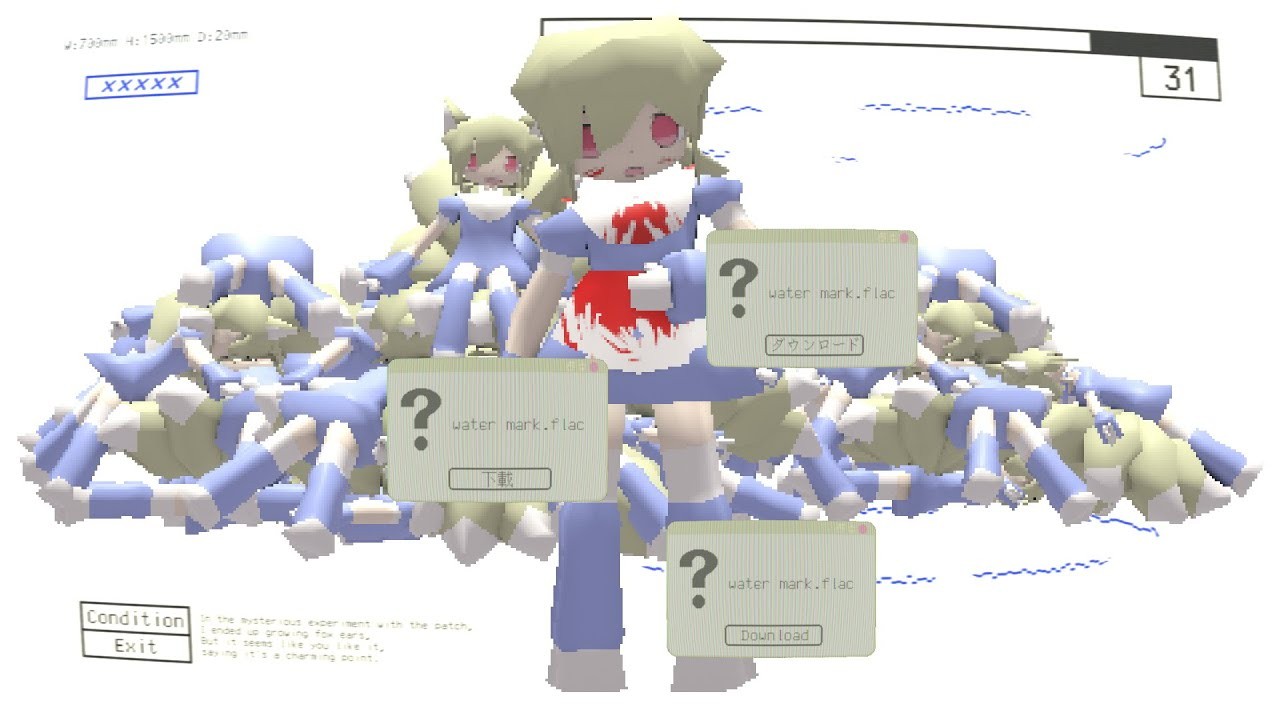 W:700mm H:1500mm D:20mm
xxxxx
31
? water mark.flac
ダウンロード
? water mark.flac
下載
? water mark.flac
Download
Condition
Exit
In the mysterious experiment with the patch,
I ended up growing fox ears,
But it seems like you like it,
saying it's a charming point.